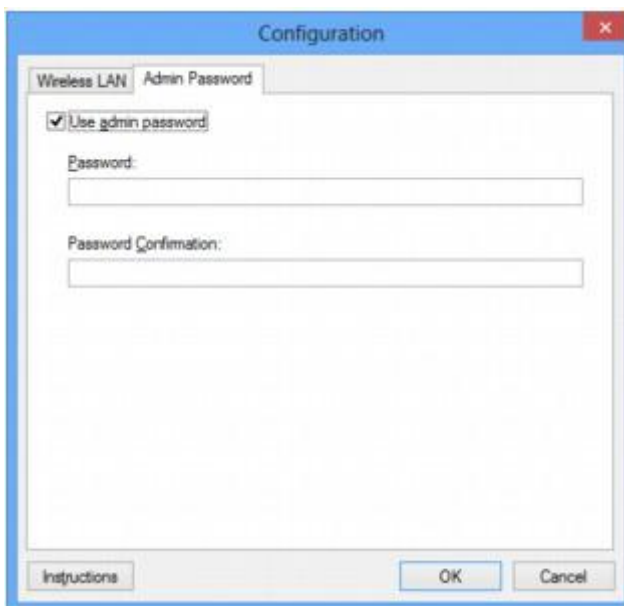 Configuration
Wireless LAN
Admin Password
Use admin password
Password:
Password Confirmation:
Instructions
OK
Cancel